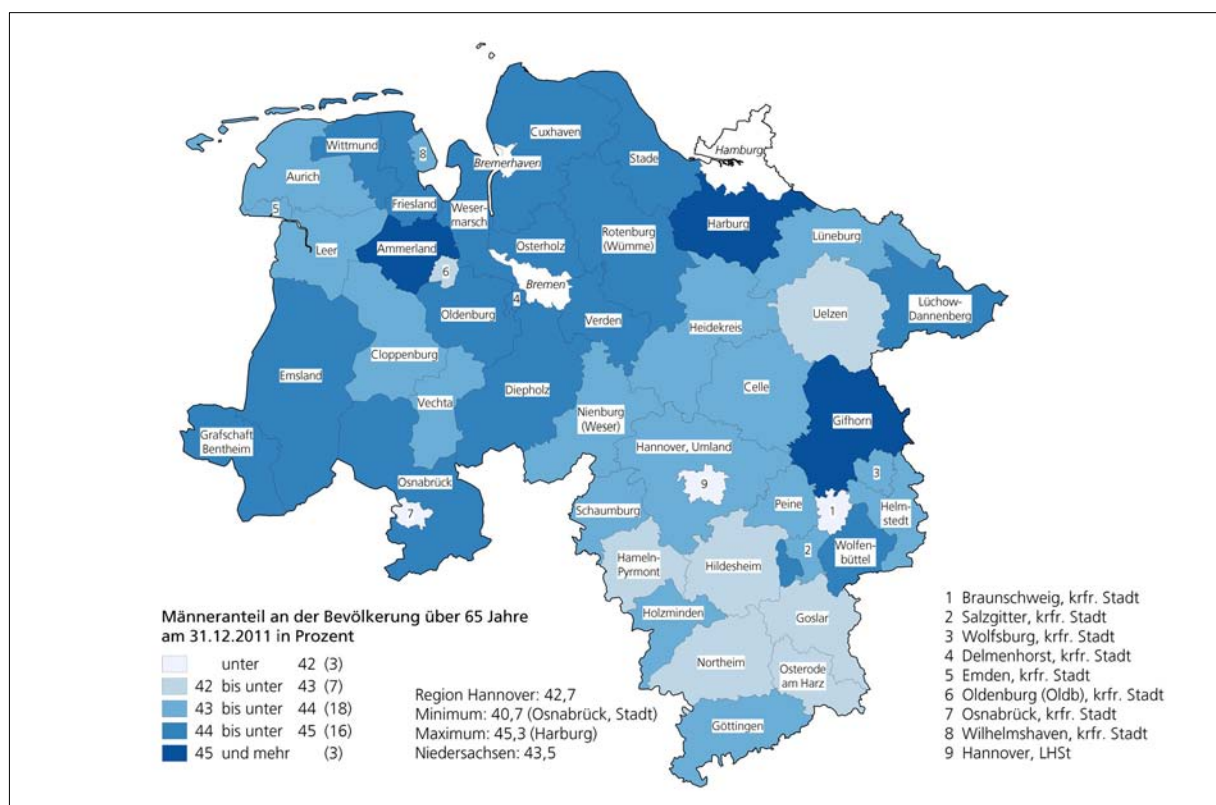 Cuxhaven
Wittmund
8
Bremerhaven
Stade
Hamburg
Aurich
Friesland
Weser-
marsch
5
Harburg
Rotenburg
(Wümme)
Lüneburg
Leer
Ammerland
Osterholz
6
Bremen
4
Lüchow-
Dannenberg
Oldenburg
Verden
Heidekreis
Uelzen
Cloppenburg
Emsland
Celle
Diepholz
Vechta
Nienburg
(Weser)
Gifhorn
Grafschaft
Bentheim
Hannover, Umland
3
Osnabrück
9
Peine
Helm-
stedt
7
Schaumburg
1
Wolfen-
büttel
2
Hameln-
Pyrmont
Hildesheim
Holzminden
Goslar
Northeim
Osterode
am Harz
Göttingen
Männeranteil an der Bevölkerung über 65 Jahre
am 31.12.2011 in Prozent
unter 42 (3)
42 bis unter 43 (7)
43 bis unter 44 (18)
44 bis unter 45 (16)
45 und mehr (3)
Region Hannover: 42,7
Minimum: 40,7 (Osnabrück, Stadt)
Maximum: 45,3 (Harburg)
Niedersachsen: 43,5
1 Braunschweig, krfr. Stadt
2 Salzgitter, krfr. Stadt
3 Wolfsburg, krfr. Stadt
4 Delmenhorst, krfr. Stadt
5 Emden, krfr. Stadt
6 Oldenburg (Oldb), krfr. Stadt
7 Osnabrück, krfr. Stadt
8 Wilhelmshaven, krfr. Stadt
9 Hannover, LHSt